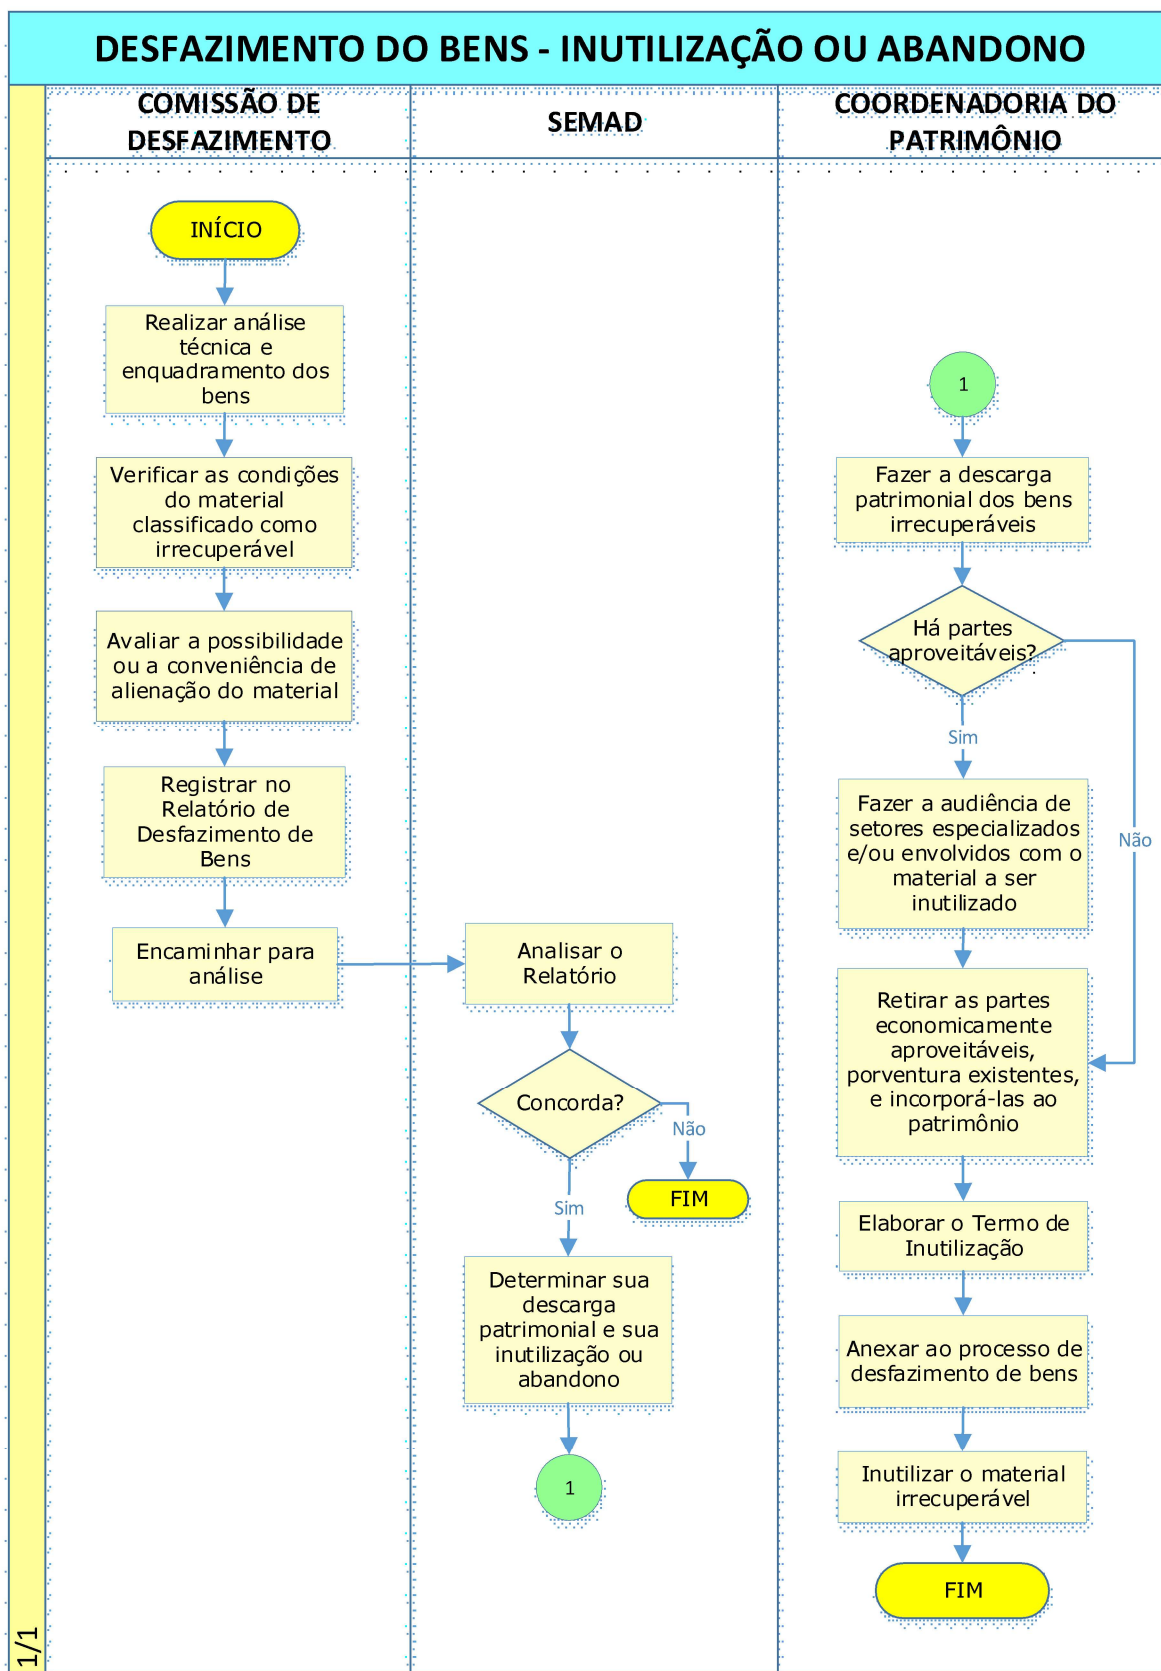 DESFAZIMENTO DO BENS - INUTILIZAÇÃO OU ABANDONO
COMISSÃO DE
DESFAZIMENTO
SEMAD
COORDENADORIA DO
PATRIMÔNIO
INÍCIO
Realizar análise
técnica e
enquadramento dos
bens
Verificar as condições
do material
classificado como
irrecuperável
Avaliar a possibilidade
ou a conveniência de
alienação do material
Registrar no
Relatório de
Desfazimento de
Bens
Encaminhar para
análise
Analisar o
Relatório
Concorda?
Não
FIM
Sim
Determinar sua
descarga
patrimonial e sua
inutilização ou
abandono
1
1
Fazer a descarga
patrimonial dos bens
irrecuperáveis
Há partes
aproveitáveis?
Sim
Não
Fazer a audiência de
setores especializados
e/ou envolvidos com o
material a ser
inutilizado
Retirar as partes
economicamente
aproveitáveis,
porventura existentes,
e incorporá-las ao
patrimônio
Elaborar o Termo de
Inutilização
Anexar ao processo de
desfazimento de bens
Inutilizar o material
irrecuperável
FIM
1/1